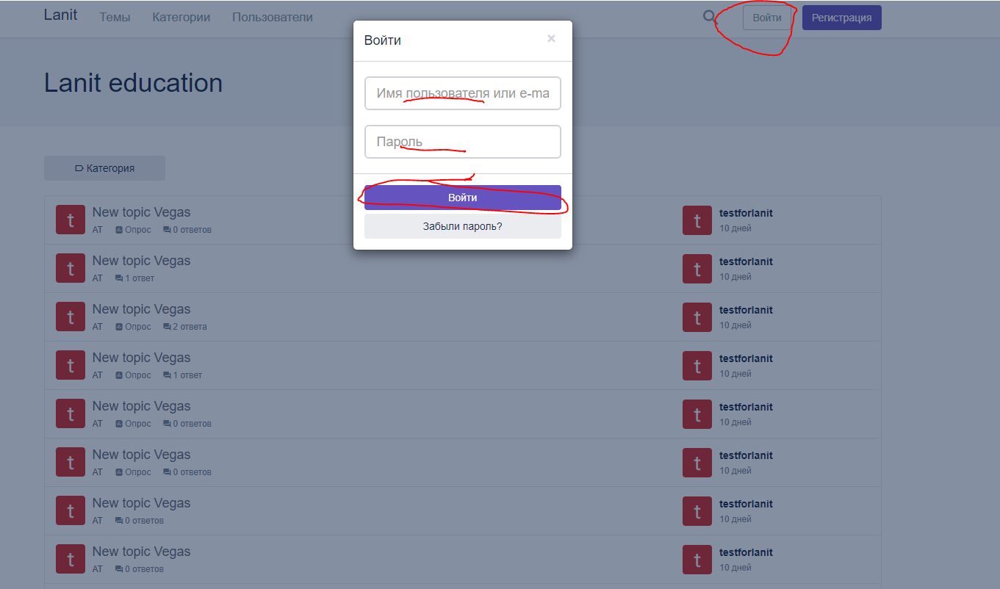 Lanit Темы Категории Пользователи Войти Регистрация
Войти ×
Имя пользователя или e-ma
Пароль
Войти
Забыли пароль?
Lanit education
Категория
t New topic Vegas t testforlanit
AT Опрос 0 ответов 10 дней
t New topic Vegas t testforlanit
AT 1 ответ 10 дней
t New topic Vegas t testforlanit
AT Опрос 2 ответа 10 дней
t New topic Vegas t testforlanit
AT Опрос 1 ответ 10 дней
t New topic Vegas t testforlanit
AT Опрос 0 ответов 10 дней
t New topic Vegas t testforlanit
AT Опрос 0 ответов 10 дней
t New topic Vegas t testforlanit
AT 0 ответов 10 дней
t New topic Vegas t testforlanit
AT 0 ответов 10 дней